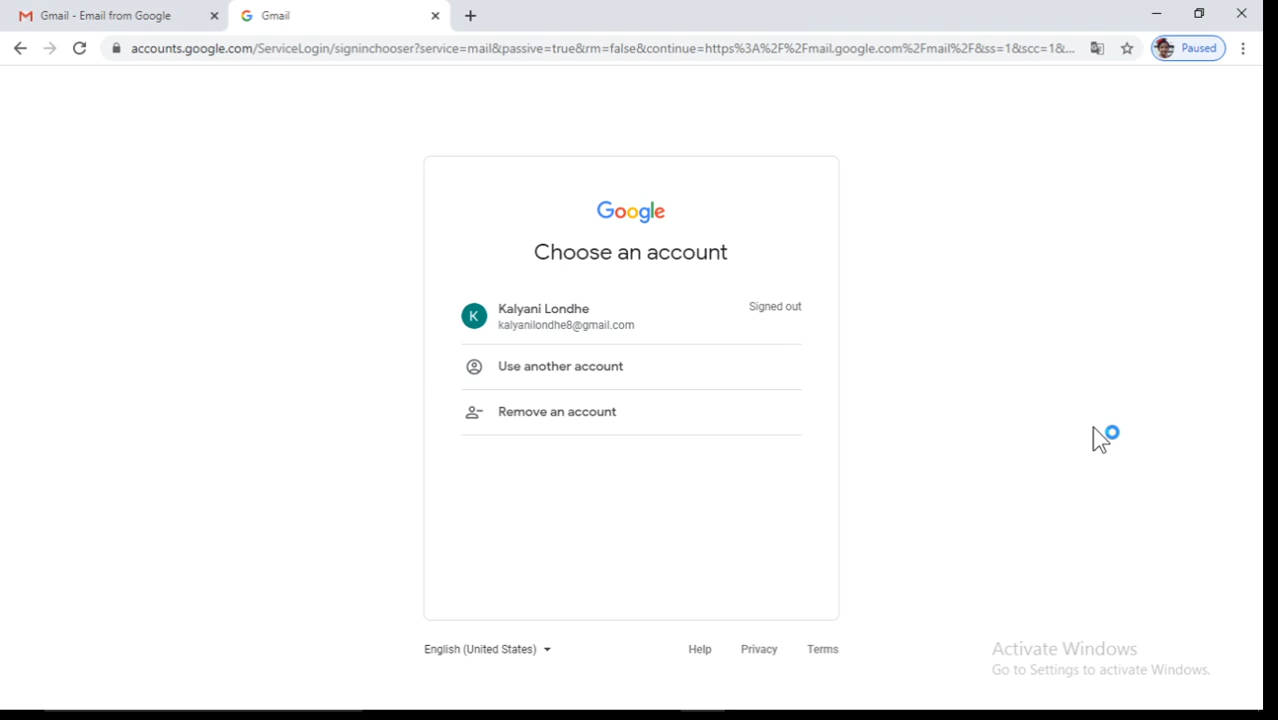 Gmail - Email from Google
Gmail
accounts.google.com/ServiceLogin/signinchooser?service=mail&passive=true&rm=false&continue=https%3A%2F%2Fmail.google.com%2Fmail%2F&ss=1&scc=1&...
Paused
Google
Choose an account
K
Kalyani Londhe
Signed out
kalyanilondhe8@gmail.com
Use another account
Remove an account
English (United States)
Help
Privacy
Terms
Activate Windows
Go to Settings to activate Windows.